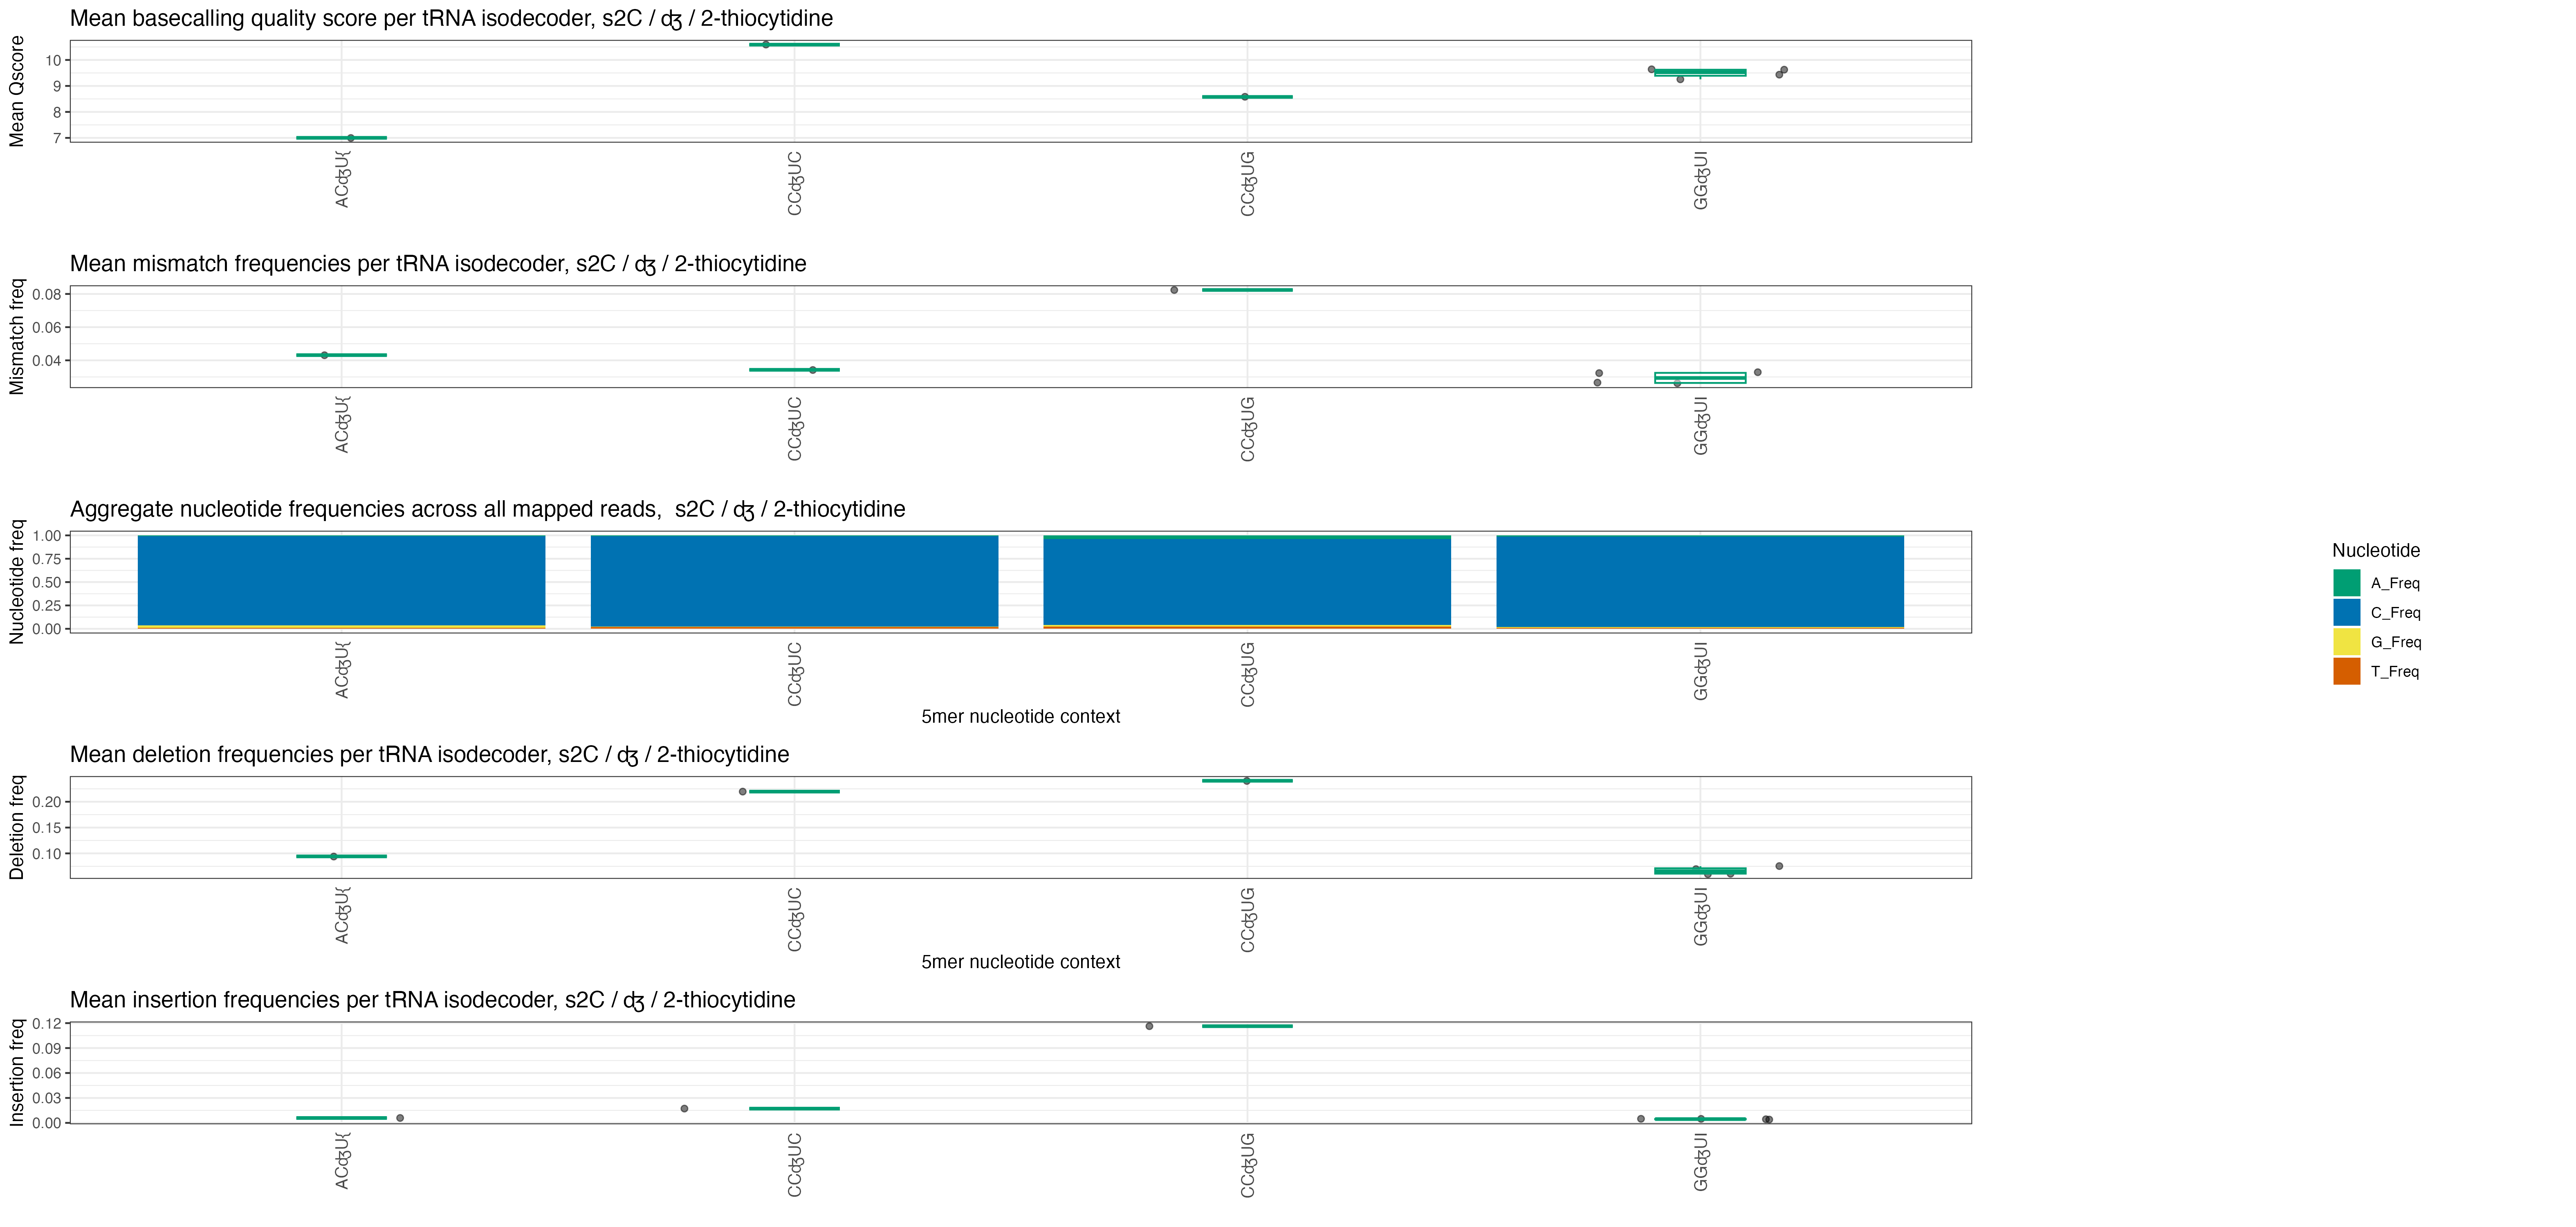 Mean basecalling quality score per tRNA isodecoder, s2C / ʤ / 2-thiocytidine
Mean Qscore
10
9
8
7
ACʤU{
CCʤUC
CCʤUG
GGʤUI
Mean mismatch frequencies per tRNA isodecoder, s2C / ʤ / 2-thiocytidine
Mismatch freq
0.08
0.06
0.04
ACʤU{
CCʤUC
CCʤUG
GGʤUI
Aggregate nucleotide frequencies across all mapped reads,  s2C / ʤ / 2-thiocytidine
Nucleotide freq
1.00
0.75
0.50
0.25
0.00
ACʤU{
CCʤUC
CCʤUG
GGʤUI
5mer nucleotide context
Nucleotide
A_Freq
C_Freq
G_Freq
T_Freq
Mean deletion frequencies per tRNA isodecoder, s2C / ʤ / 2-thiocytidine
Deletion freq
0.20
0.15
0.10
ACʤU{
CCʤUC
CCʤUG
GGʤUI
5mer nucleotide context
Mean insertion frequencies per tRNA isodecoder, s2C / ʤ / 2-thiocytidine
Insertion freq
0.12
0.09
0.06
0.03
0.00
ACʤU{
CCʤUC
CCʤUG
GGʤUI